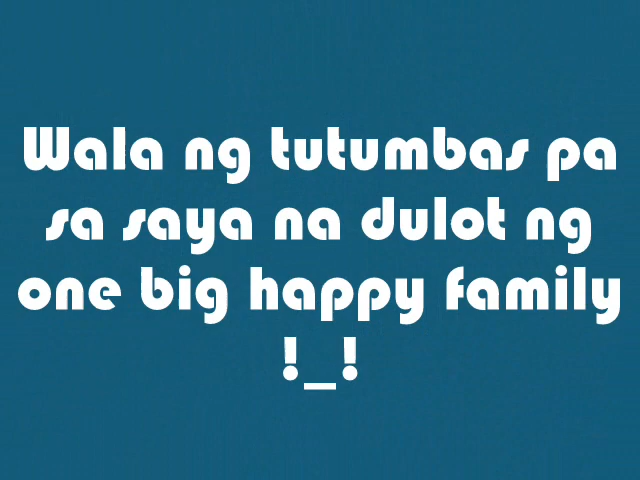 Wala ng tutumbas pa
sa saya na dulot ng
one big happy family
!_!